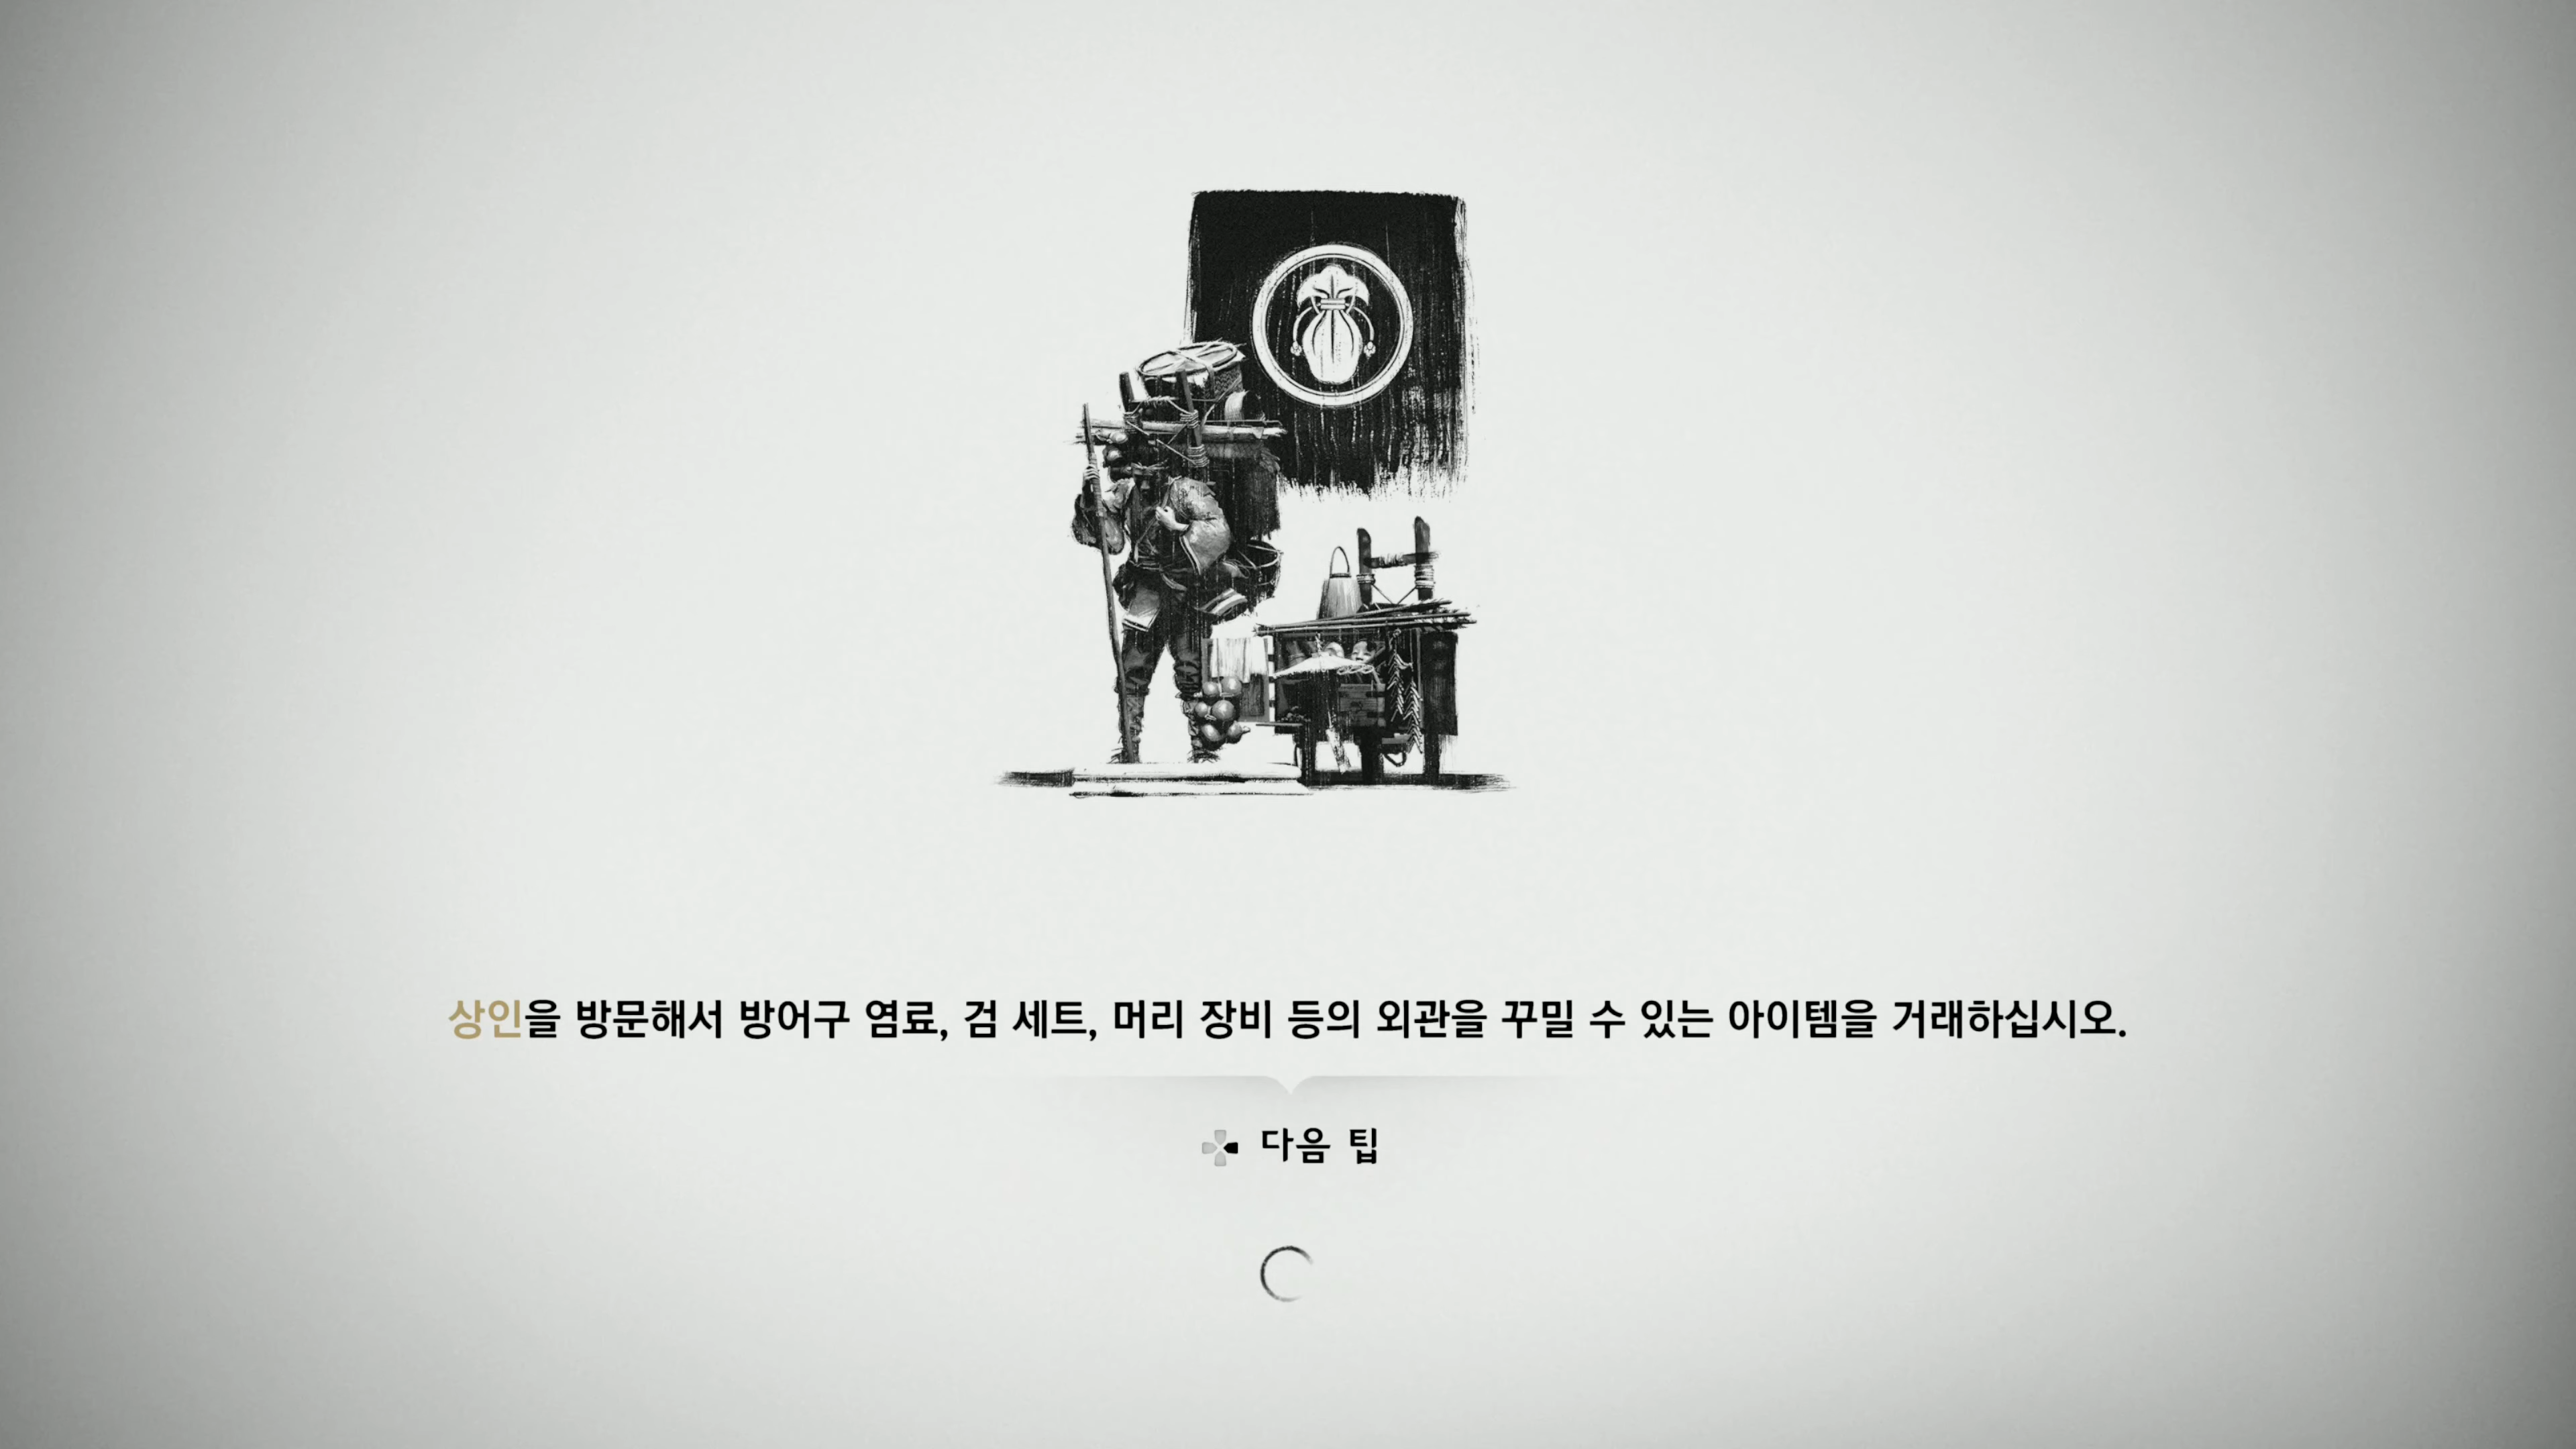 상인을 방문해서 방어구 염료, 검 세트, 머리 장비 등의 외관을 꾸밀 수 있는 아이템을 거래하십시오.
다음 팁